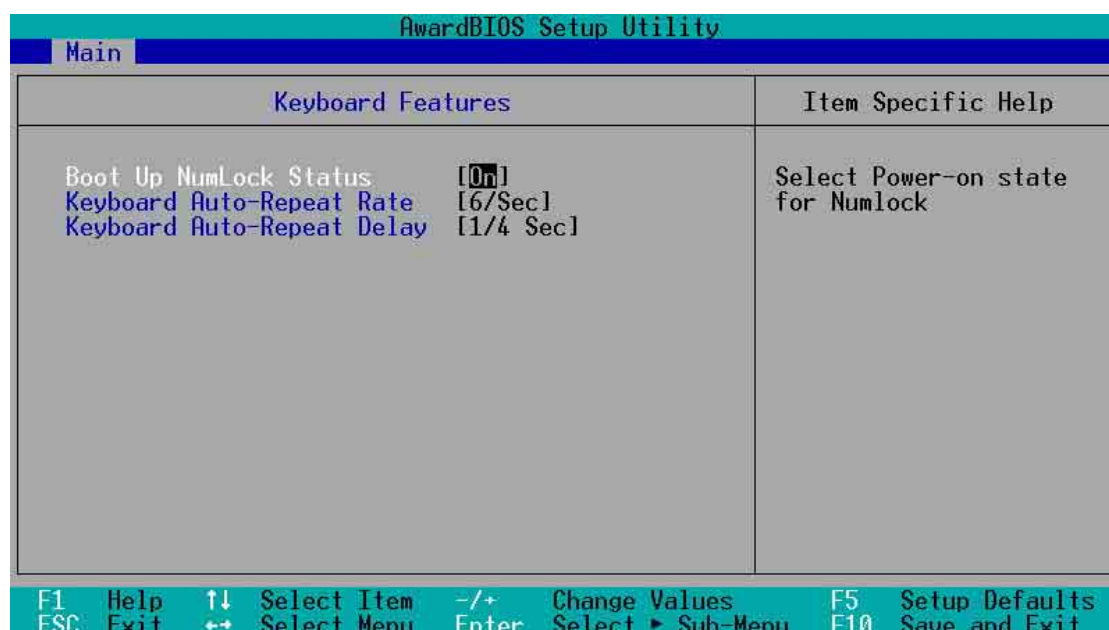 AwardBIOS Setup Utility
Main
Keyboard Features
Item Specific Help
Boot Up NumLock Status [On]
Keyboard Auto-Repeat Rate [6/Sec]
Keyboard Auto-Repeat Delay [1/4 Sec]
Select Power-on state
for Numlock
F1 Help ↑↓ Select Item -/+ Change Values F5 Setup Defaults
ESC Exit ←→ Select Menu Enter Select ► Sub-Menu F10 Save and Exit